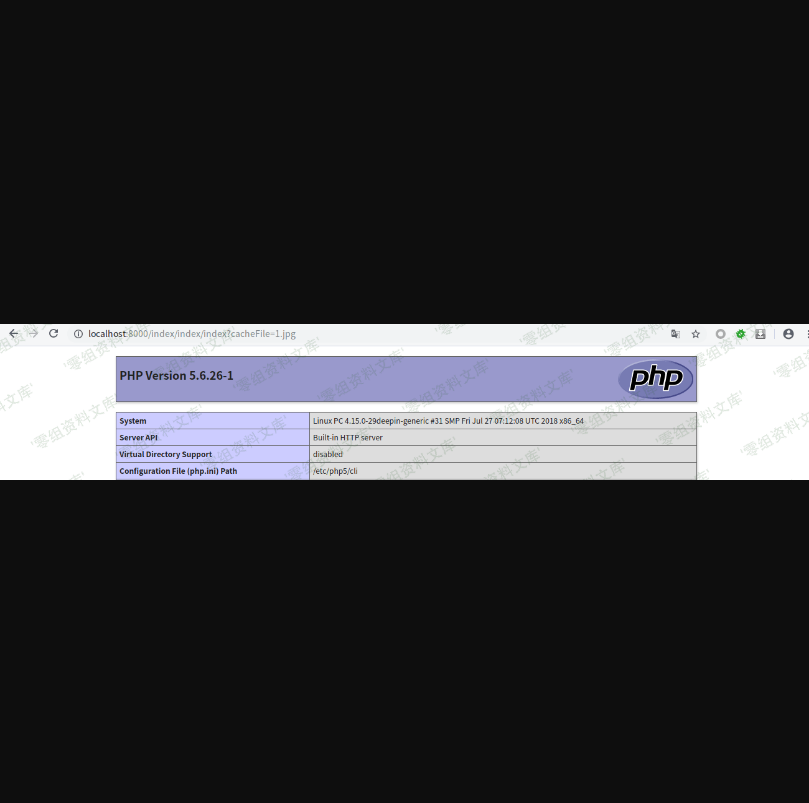 localhost:8000/index/index/index?cacheFile=1.jpg
PHP Version 5.6.26-1
php
System Linux PC 4.15.0-29deepin-generic #31 SMP Fri Jul 27 07:12:08 UTC 2018 x86_64
Server API Built-in HTTP server
Virtual Directory Support disabled
Configuration File (php.ini) Path /etc/php5/cli
'零组资料文库'